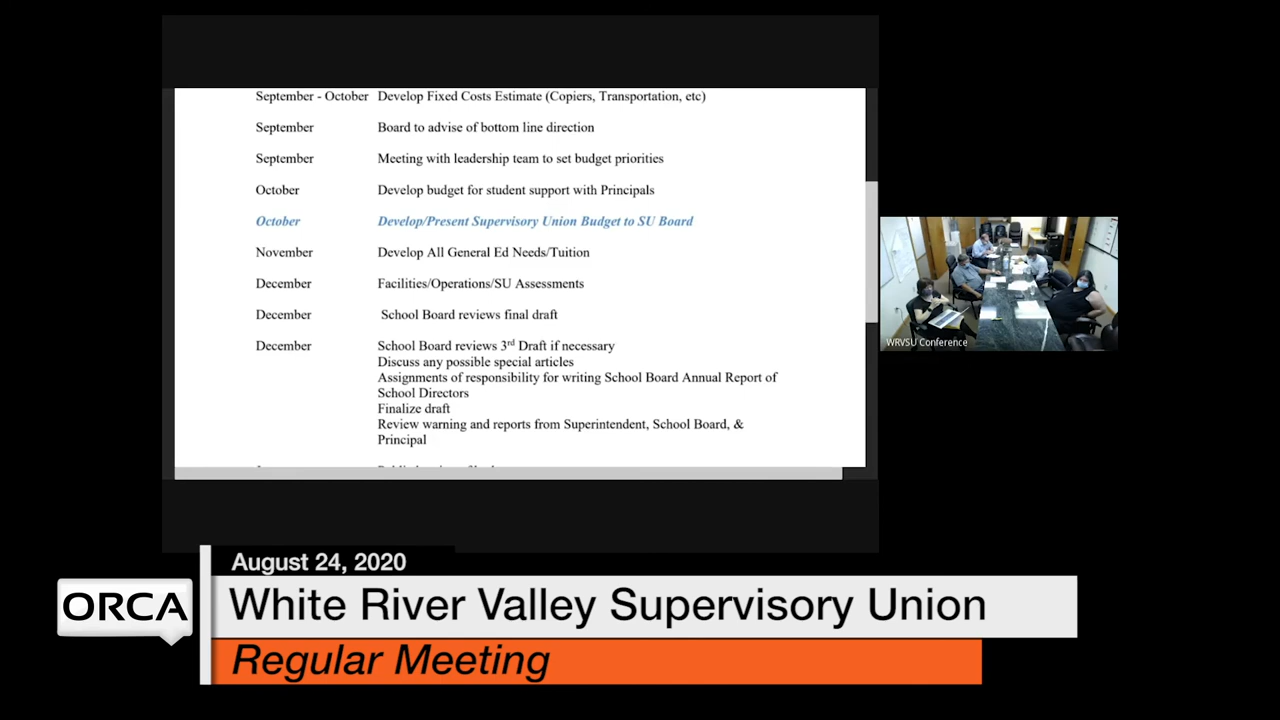 September - October Develop Fixed Costs Estimate (Copiers, Transportation, etc)
September Board to advise of bottom line direction
September Meeting with leadership team to set budget priorities
October Develop budget for student support with Principals
October Develop/Present Supervisory Union Budget to SU Board
November Develop All General Ed Needs/Tuition
December Facilities/Operations/SU Assessments
December School Board reviews final draft
December School Board reviews 3rd Draft if necessary
Discuss any possible special articles
Assignments of responsibility for writing School Board Annual Report of
School Directors
Finalize draft
Review warning and reports from Superintendent, School Board, &
Principal
WRVSU Conference
August 24, 2020
ORCA
White River Valley Supervisory Union
Regular Meeting